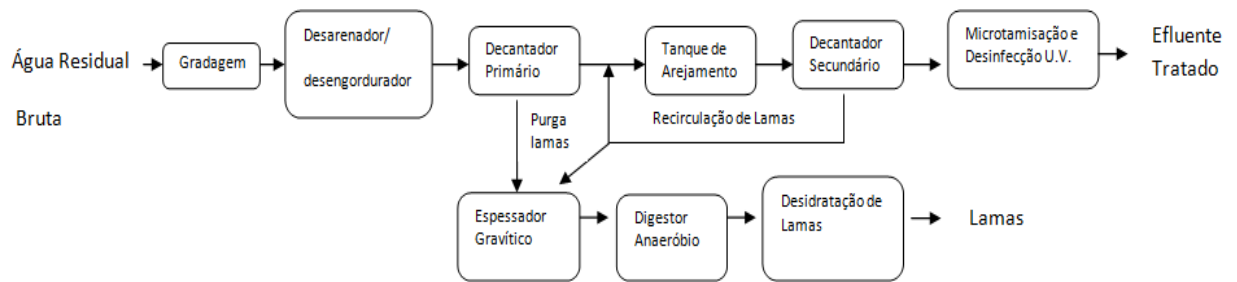 Água Residual
Bruta
Gradagem
Desarenador/
desengordurador
Decantador
Primário
Tanque de
Arejamento
Decantador
Secundário
Microtamisação e
Desinfecção U.V.
Efluente
Tratado
Purga
lamas
Recirculação de Lamas
Espessador
Gravítico
Digestor
Anaeróbio
Desidratação de
Lamas
Lamas